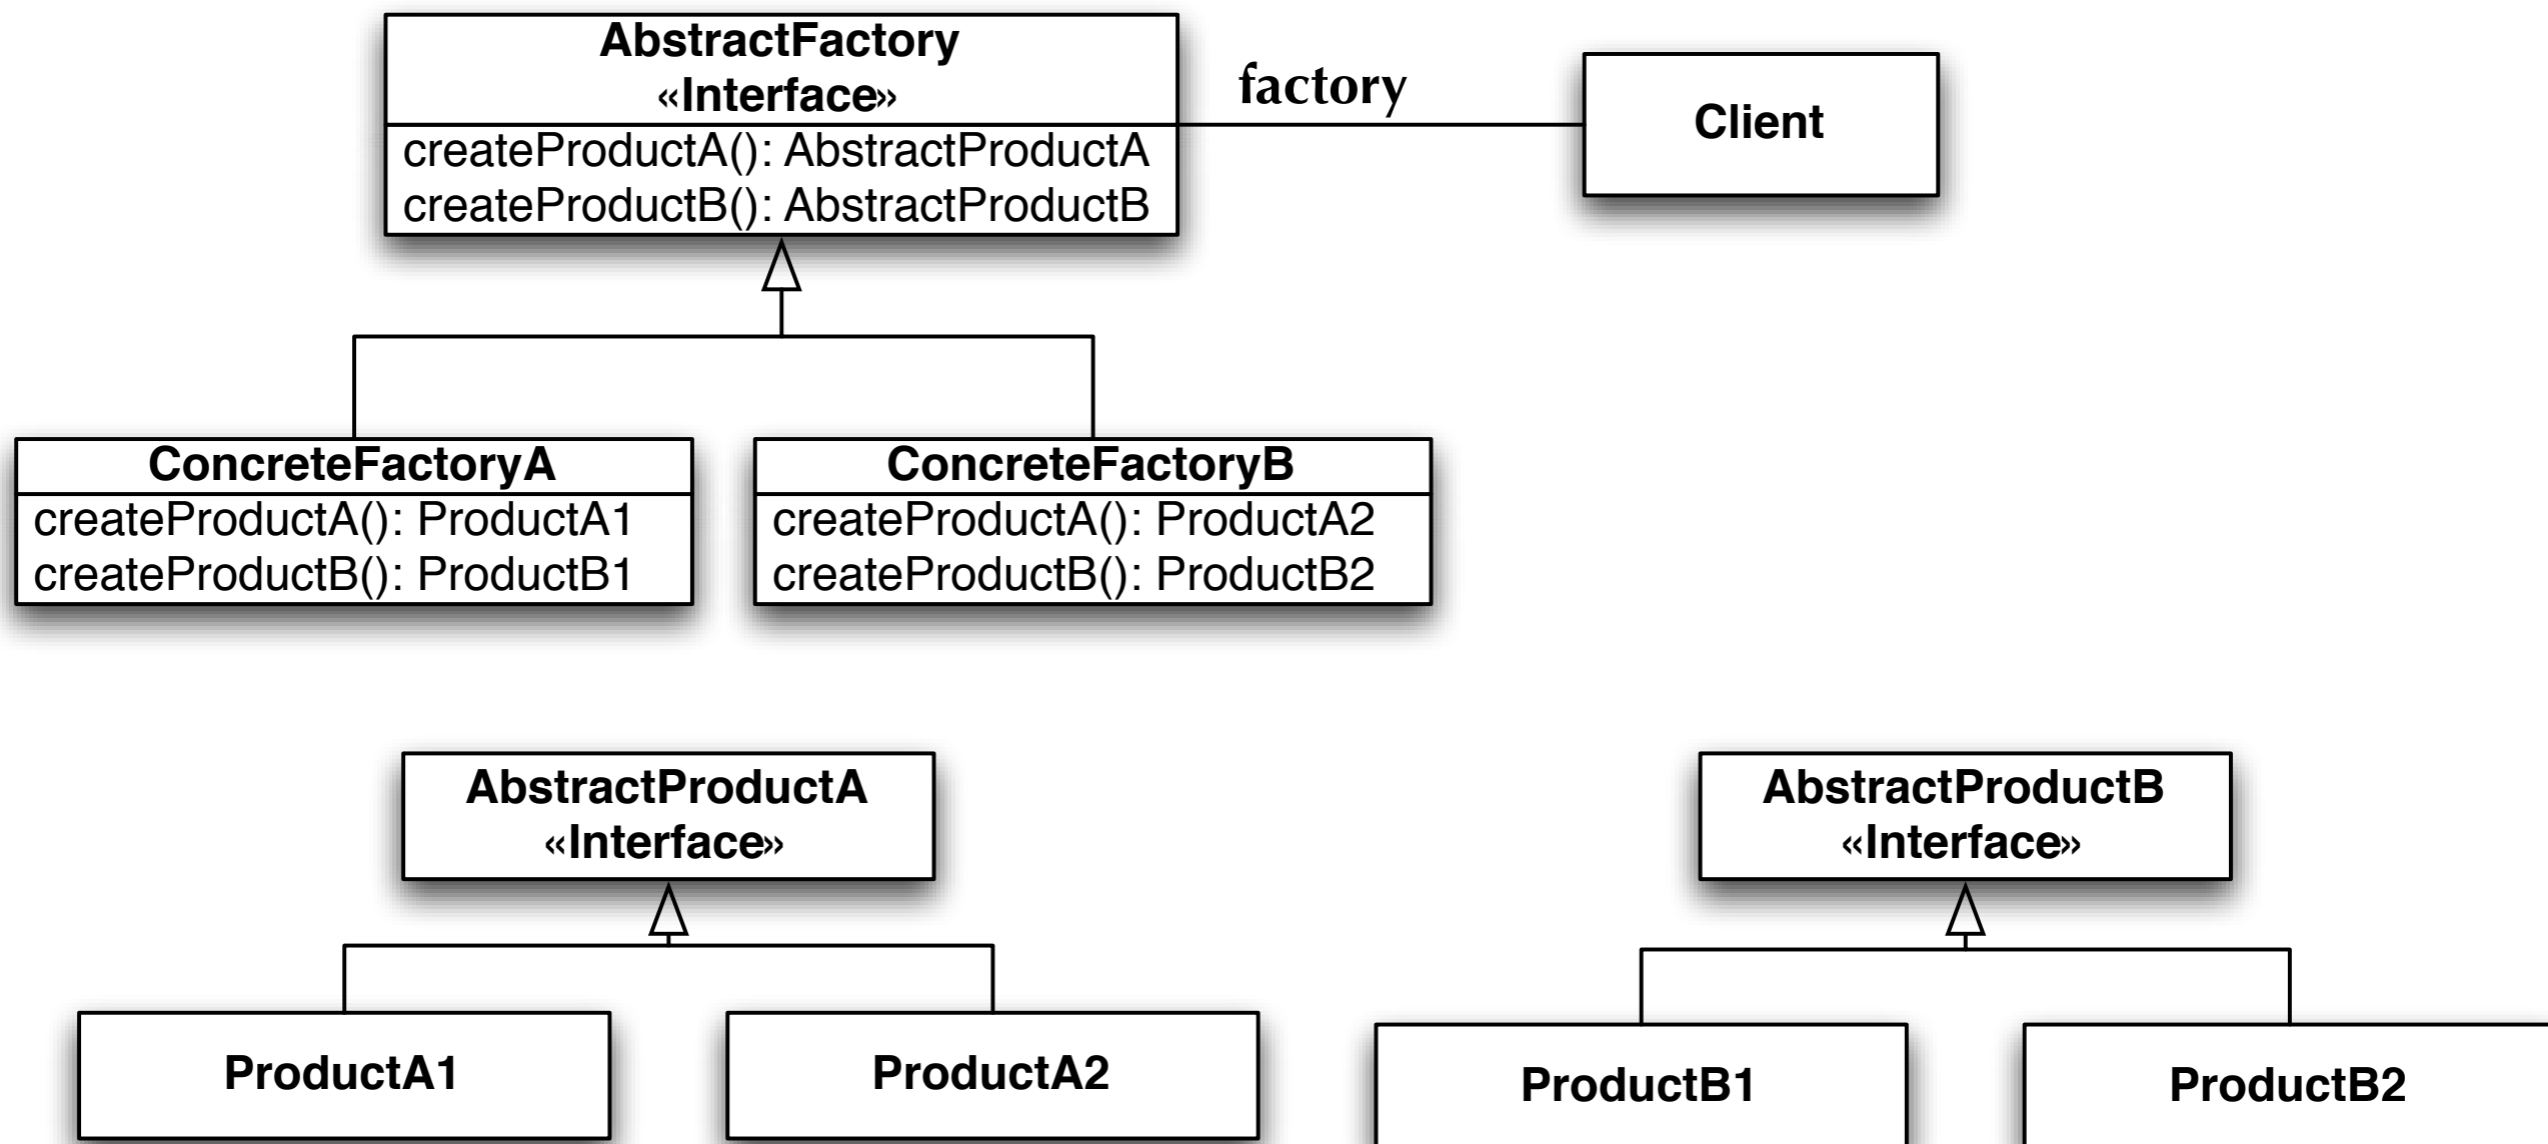 AbstractFactory
«Interface»
createProductA(): AbstractProductA
createProductB(): AbstractProductB
factory
Client
ConcreteFactoryA
createProductA(): ProductA1
createProductB(): ProductB1
ConcreteFactoryB
createProductA(): ProductA2
createProductB(): ProductB2
AbstractProductA
«Interface»
AbstractProductB
«Interface»
ProductA1
ProductA2
ProductB1
ProductB2